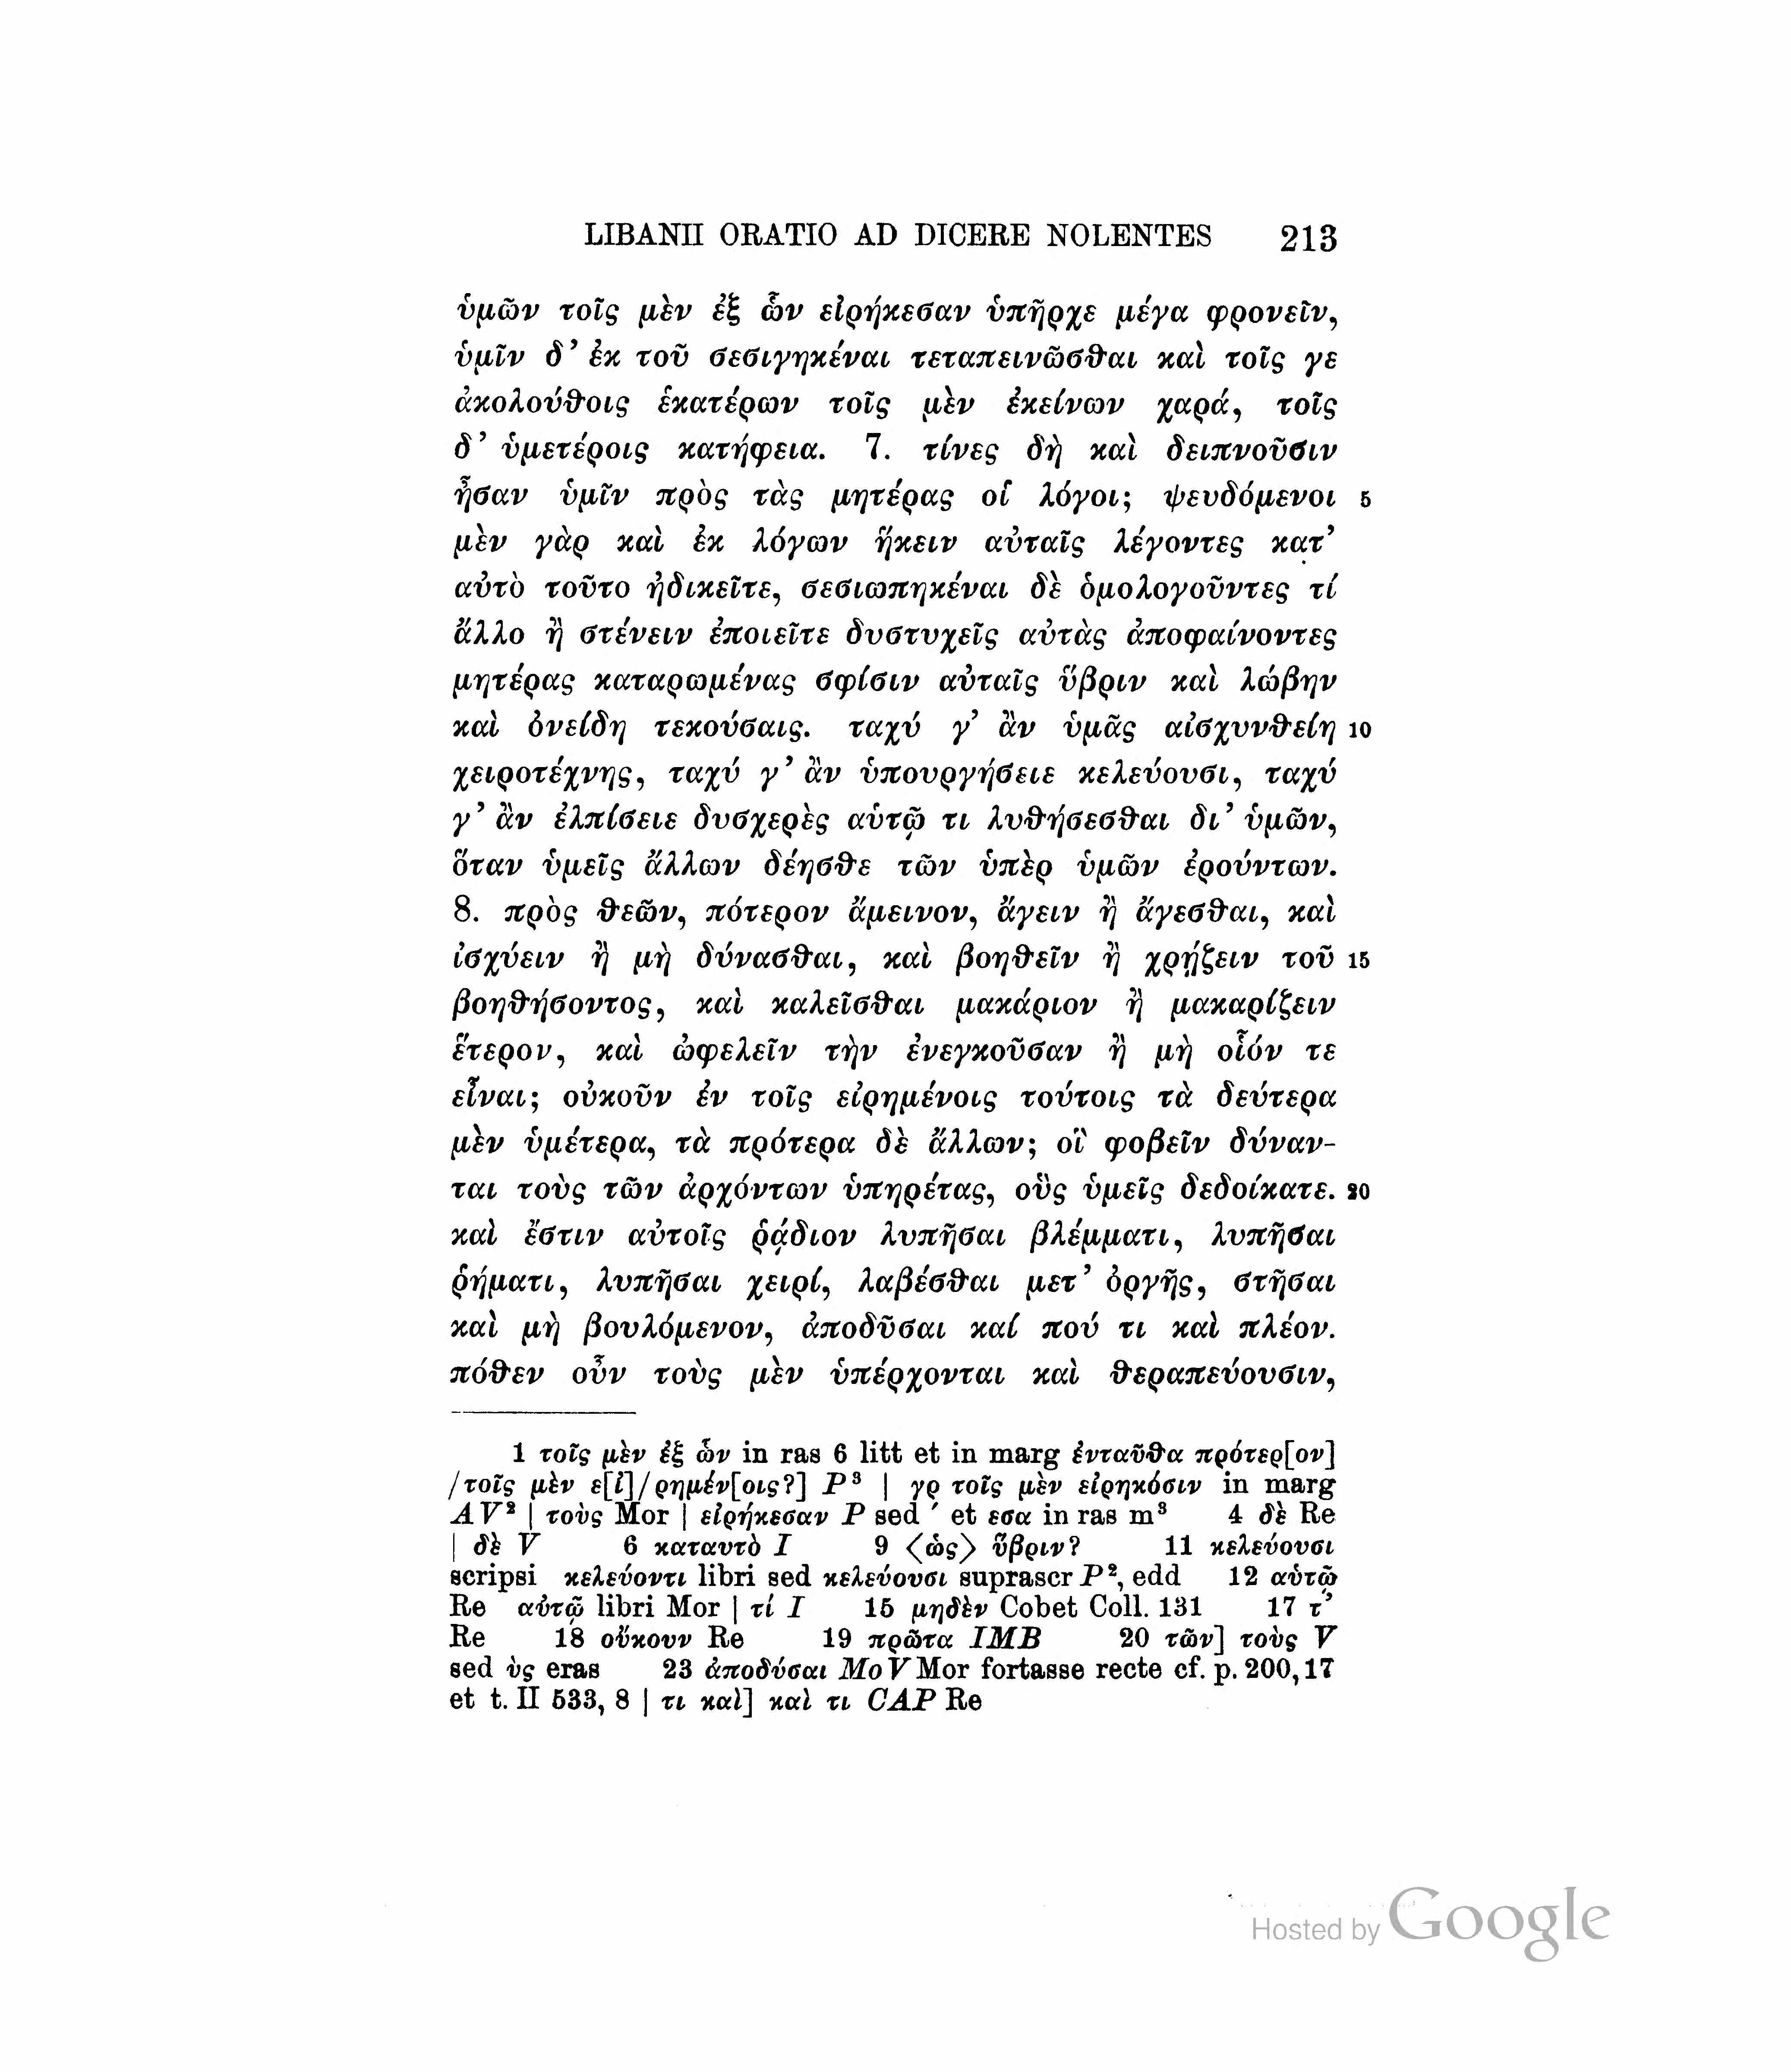 LIBANII ORATIO AD DICERE NOLENTES 213
ὑμῶν τοῖς μὲν ἐξ ὧν εἰρήκεσαν ὑπῆρχε μέγα φρονεῖν,
ὑμῖν δ’ ἐκ τοῦ σεσιγηκέναι τεταπεινῶσθαι καὶ τοῖς γε
ἀκολούθοις ἑκατέρων τοῖς μὲν ἐκείνων χαρά, τοῖς
δ’ ὑμετέροις κατήφεια. 7. τίνες δὴ καὶ δειπνοῦσιν
ἦσαν ὑμῖν πρὸς τὰς μητέρας οἱ λόγοι; ψευδόμενοι 5
μὲν γὰρ καὶ ἐκ λόγων ἥκειν αὐταῖς λέγοντες κατ’
αὐτὸ τοῦτο ἠδικεῖτε, σεσιωπηκέναι δὲ ὁμολογοῦντες τί
ἄλλο ἢ στένειν ἐποιεῖτε δυστυχεῖς αὐτὰς ἀποφαίνοντες
μητέρας καταρωμένας σφίσιν αὐταῖς ὕβριν καὶ λώβην
καὶ ὀνείδη τεκούσαις. ταχύ γ’ ἂν ὑμᾶς αἰσχυνθείη 10
χειροτέχνης, ταχύ γ’ ἂν ὑπουργήσειε κελεύουσι, ταχύ
γ’ ἂν ἐλπίσειε δυσχερὲς αὑτῷ τι λυθήσεσθαι δι’ ὑμῶν,
ὅταν ὑμεῖς ἄλλων δέησθε τῶν ὑπὲρ ὑμῶν ἐρούντων.
8. πρὸς θεῶν, πότερον ἄμεινον, ἄγειν ἢ ἄγεσθαι, καὶ
ἰσχύειν ἢ μὴ δύνασθαι, καὶ βοηθεῖν ἢ χρῄζειν τοῦ 15
βοηθήσοντος, καὶ καλεῖσθαι μακάριον ἢ μακαρίζειν
ἕτερον, καὶ ὠφελεῖν τὴν ἐνεγκοῦσαν ἢ μὴ οἷόν τε
εἶναι; οὐκοῦν ἐν τοῖς εἰρημένοις τούτοις τὰ δεύτερα
μὲν ὑμέτερα, τὰ πρότερα δὲ ἄλλων; οἳ φοβεῖν δύναν-
ται τοὺς τῶν ἀρχόντων ὑπηρέτας, οὓς ὑμεῖς δεδοίκατε. 20
καὶ ἔστιν αὐτοῖς ῥᾴδιον λυπῆσαι βλέμματι, λυπῆσαι
ῥήματι, λυπῆσαι χειρί, λαβέσθαι μετ’ ὀργῆς, στῆσαι
καὶ μὴ βουλόμενον, ἀποδῦσαι καί πού τι καὶ πλέον.
πόθεν οὖν τοὺς μὲν ὑπέρχονται καὶ θεραπεύουσιν,
1 τοῖς μὲν ἐξ ὧν in ras 6 litt et in marg ἐνταῦθα πρότερ[ον]
/τοῖς μὲν ε[ἰ]/ρημέν[οις?] P³ | γρ τοῖς μὲν εἰρηκόσιν in marg
AV² | τοὺς Mor | εἰρήκεσαν P sed ´ et εσα in ras m³ 4 δὲ Re
| δὲ V 6 καταυτὸ I 9 ⟨ὡς⟩ ὕβριν? 11 κελεύουσι
scripsi κελεύοντι libri sed κελεύουσι suprascr P², edd 12 αὑτῷ
Re αὐτῷ libri Mor | τί I 15 μηδὲν Cobet Coll. 131 17 τ’
Re 18 οὔκουν Re 19 πρῶτα IMB 20 τῶν] τοὺς V
sed ὺς eras 23 ἀποδύσαι MoV Mor fortasse recte cf. p. 200,17
et t. II 533, 8 | τι καὶ] καὶ τι CAP Re
Hosted by Google